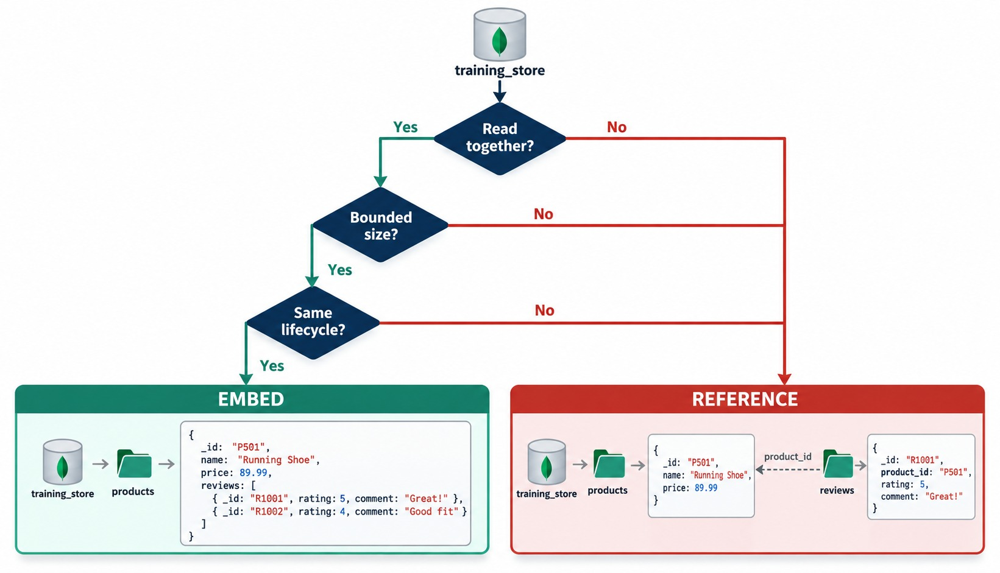 training_store
Read
together?
Yes
No
Bounded
size?
No
Yes
Same
lifecycle?
No
Yes
EMBED
training_store
products
{
_id: "P501",
name: "Running Shoe",
price: 89.99,
reviews: [
{ _id: "R1001", rating: 5, comment: "Great!" },
{ _id: "R1002", rating: 4, comment: "Good fit" }
]
}
REFERENCE
training_store
products
{
_id: "P501",
name: "Running Shoe",
price: 89.99
}
product_id
reviews
{
_id: "R1001",
product_id: "P501",
rating: 5,
comment: "Great!"
}